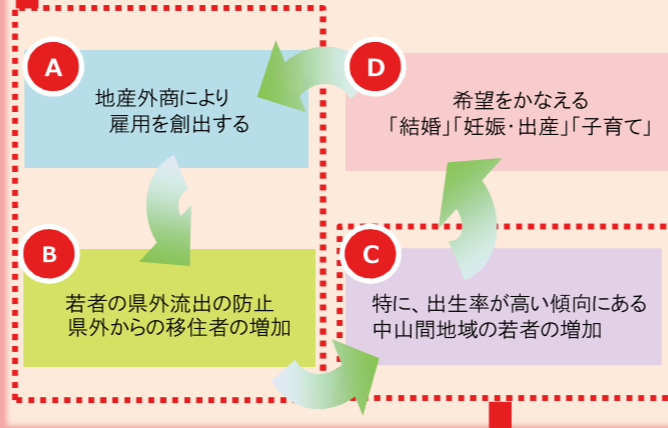 A
地産外商により
雇用を創出する
D
希望をかなえる
「結婚」「妊娠・出産」「子育て」
B
若者の県外流出の防止
県外からの移住者の増加
C
特に、出生率が高い傾向にある
中山間地域の若者の増加